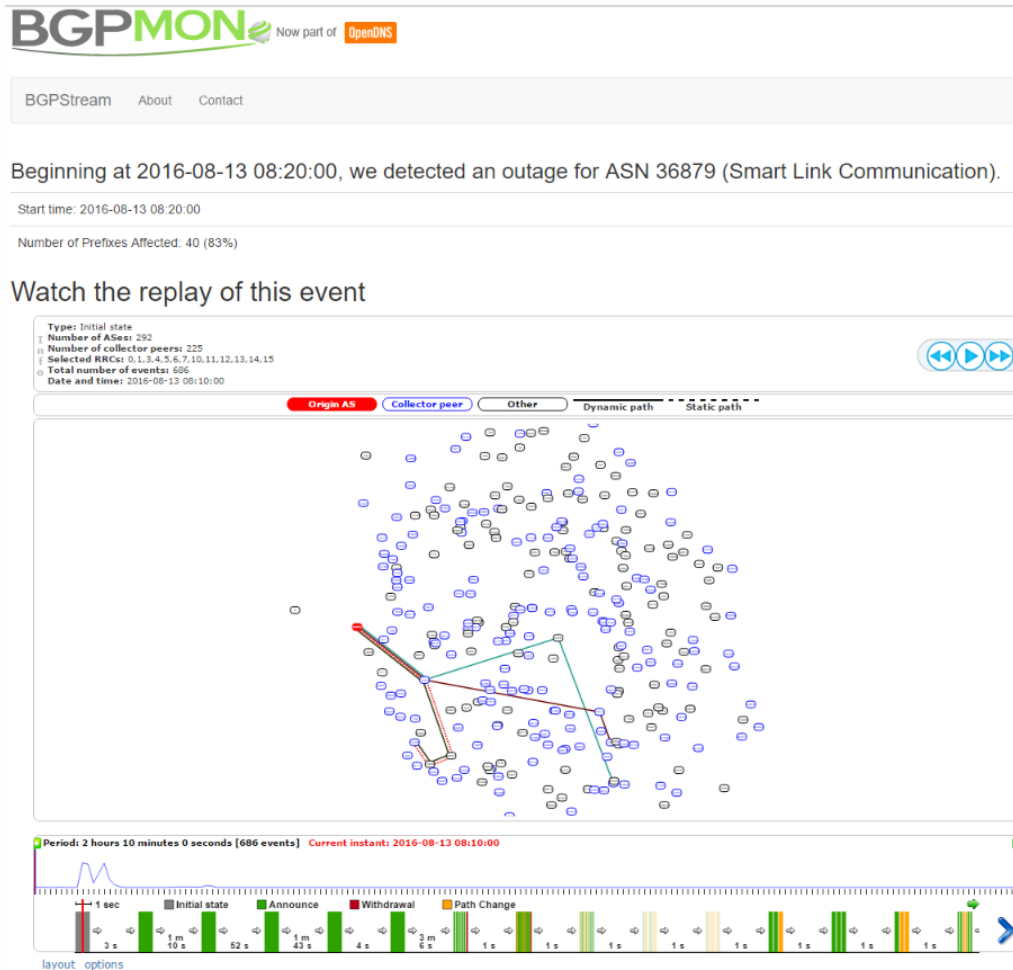 BGPMON Now part of OpenDNS
BGPStream About Contact
Beginning at 2016-08-13 08:20:00, we detected an outage for ASN 36879 (Smart Link Communication).
Start time: 2016-08-13 08:20:00
Number of Prefixes Affected: 40 (83%)
Watch the replay of this event
Info
Type: Initial state
Number of ASes: 292
Number of collector peers: 225
Selected RRCs: 0,1,3,4,5,6,7,10,11,12,13,14,15
Total number of events: 686
Date and time: 2016-08-13 08:10:00
Origin AS Collector peer Other Dynamic path Static path
Period: 2 hours 10 minutes 0 seconds [686 events] Current instant: 2016-08-13 08:10:00
1 sec Initial state Announce Withdrawal Path Change
3 s 1 m 10 s 52 s 1 m 43 s 4 s 3 m 6 s 1 s 1 s 1 s 1 s 1 s 1 s 1 s 1 s
layout options